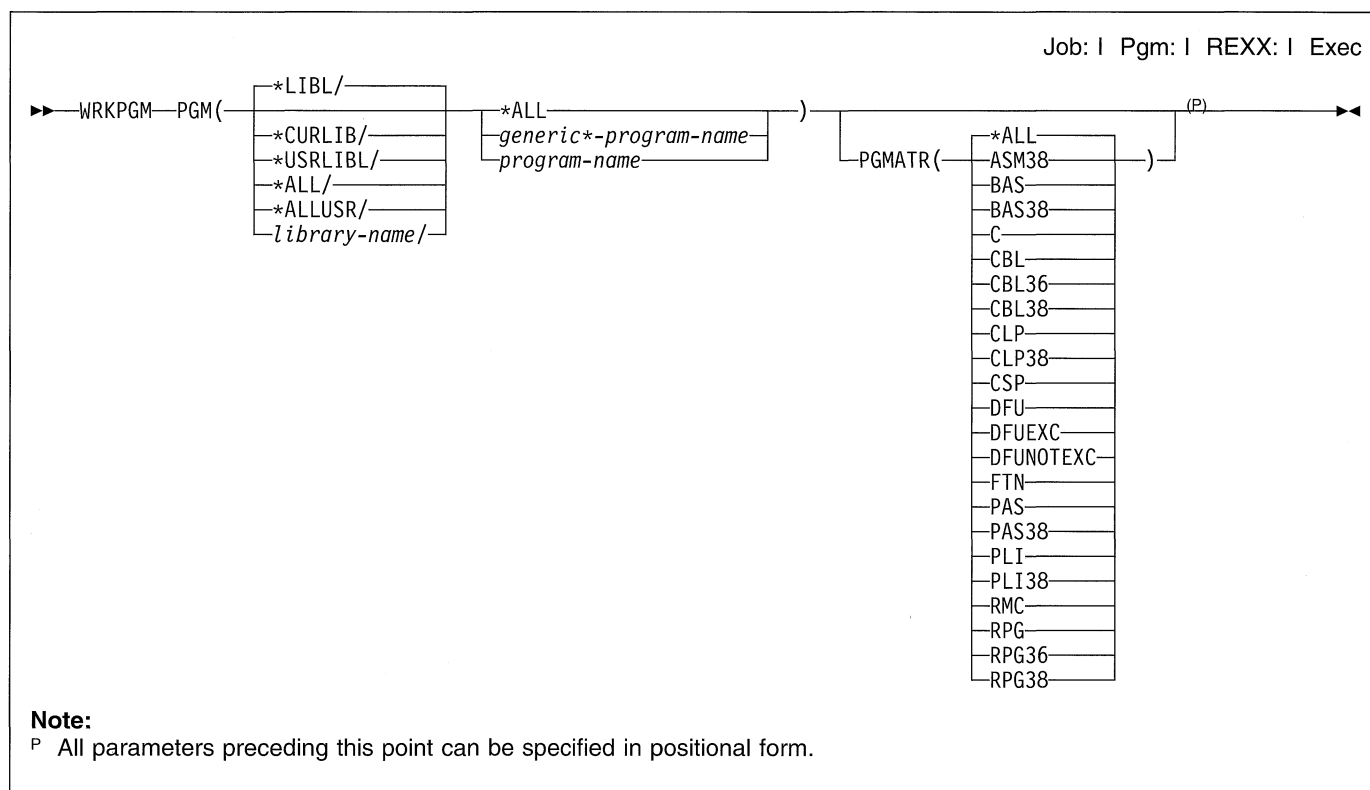 Job: I Pgm: I REXX: I Exec
WRKPGM PGM( *LIBL/ *ALL ) (P)
*CURLIB/ generic*-program-name
*USRLIBL/ program-name
*ALL/
*ALLUSR/
library-name/
PGMATR( *ALL )
ASM38
BAS
BAS38
C
CBL
CBL36
CBL38
CLP
CLP38
CSP
DFU
DFUEXC
DFUNOTEXC
FTN
PAS
PAS38
PLI
PLI38
RMC
RPG
RPG36
RPG38
Note:
P All parameters preceding this point can be specified in positional form.